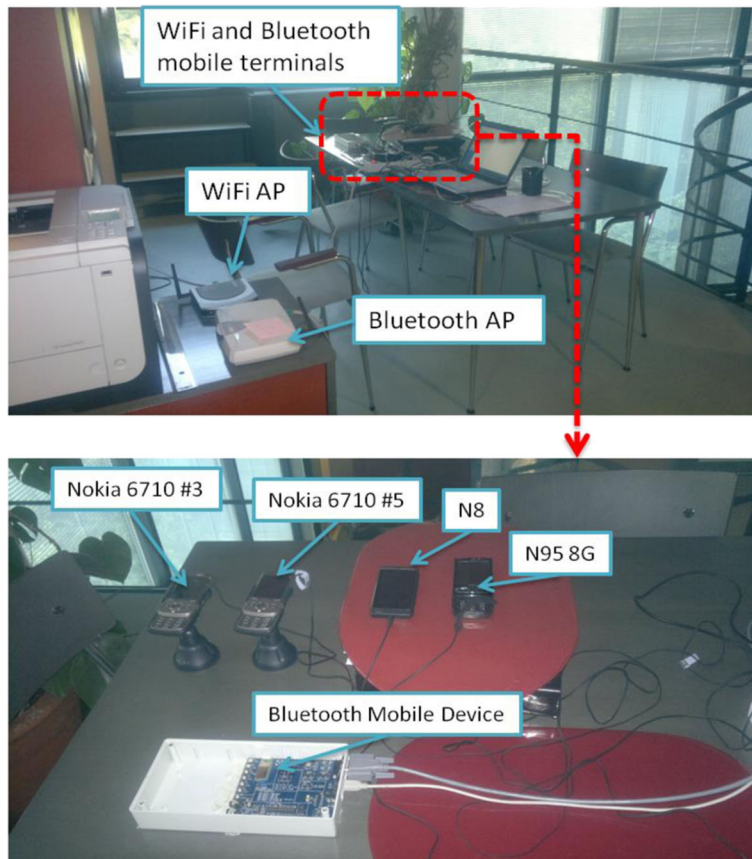 WiFi and Bluetooth
mobile terminals
WiFi AP
Bluetooth AP
Nokia 6710 #3
Nokia 6710 #5
N8
N95 8G
Bluetooth Mobile Device